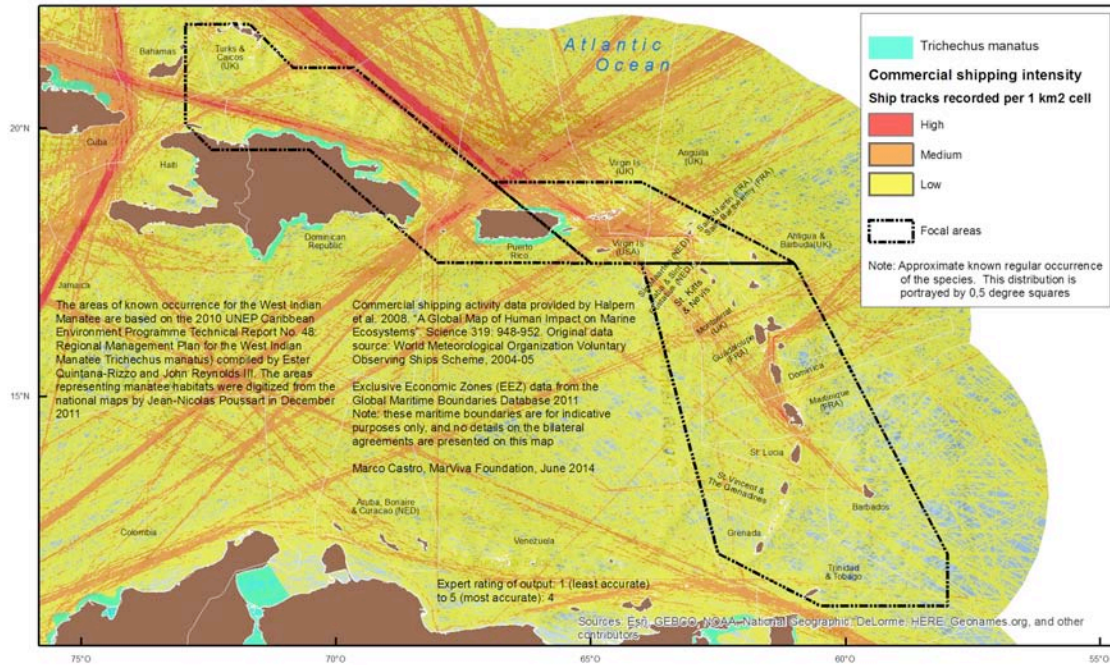 Trichechus manatus
Commercial shipping intensity
Ship tracks recorded per 1 km2 cell
High
Medium
Low
Focal areas
Note: Approximate known regular occurrence
of the species. This distribution is
portrayed by 0,5 degree squares
Atlantic
Ocean
Bahamas
Turks &
Caicos
(UK)
20°N
Cuba
Haiti
Dominican
Republic
Jamaica
Puerto
Rico
Virgin Is
(UK)
Anguilla
(UK)
Virgin Is
(USA)
Saint Martin (FRA)
Saint Barthelemy (FRA)
Antigua &
Barbuda(UK)
St. Kitts
& Nevis
Montserrat
(UK)
Guadaloupe
(FRA)
Dominica
Martinique
(FRA)
St. Lucia
St. Vincent &
The Grenadines
Barbados
Grenada
Trinidad
& Tobago
The areas of known occurrence for the West Indian
Manatee are based on the 2010 UNEP Caribbean
Environment Programme Technical Report No. 48:
Regional Management Plan for the West Indian
Manatee Trichechus manatus) compiled by Ester
Quintana-Rizzo and John Reynolds III. The areas
representing manatee habitats were digitized from the
national maps by Jean-Nicolas Poussart in December
2011
Commercial shipping activity data provided by Halpern
et al. 2008. "A Global Map of Human Impact on Marine
Ecosystems". Science 319: 948-952. Original data
source: World Meteorological Organization Voluntary
Observing Ships Scheme, 2004-05
Exclusive Economic Zones (EEZ) data from the
Global Maritime Boundaries Database 2011
Note: these maritime boundaries are for indicative
purposes only, and no details on the bilateral
agreements are presented on this map
Marco Castro, MarViva Foundation, June 2014
15°N
Aruba, Bonaire
& Curacao (NED)
Colombia
Venezuela
Expert rating of output: 1 (least accurate)
to 5 (most accurate): 4
Sources: Esri, GEBCO, NOAA, National Geographic, DeLorme, HERE, Geonames.org, and other
contributors
75°0
70°0
65°0
60°0
55°0